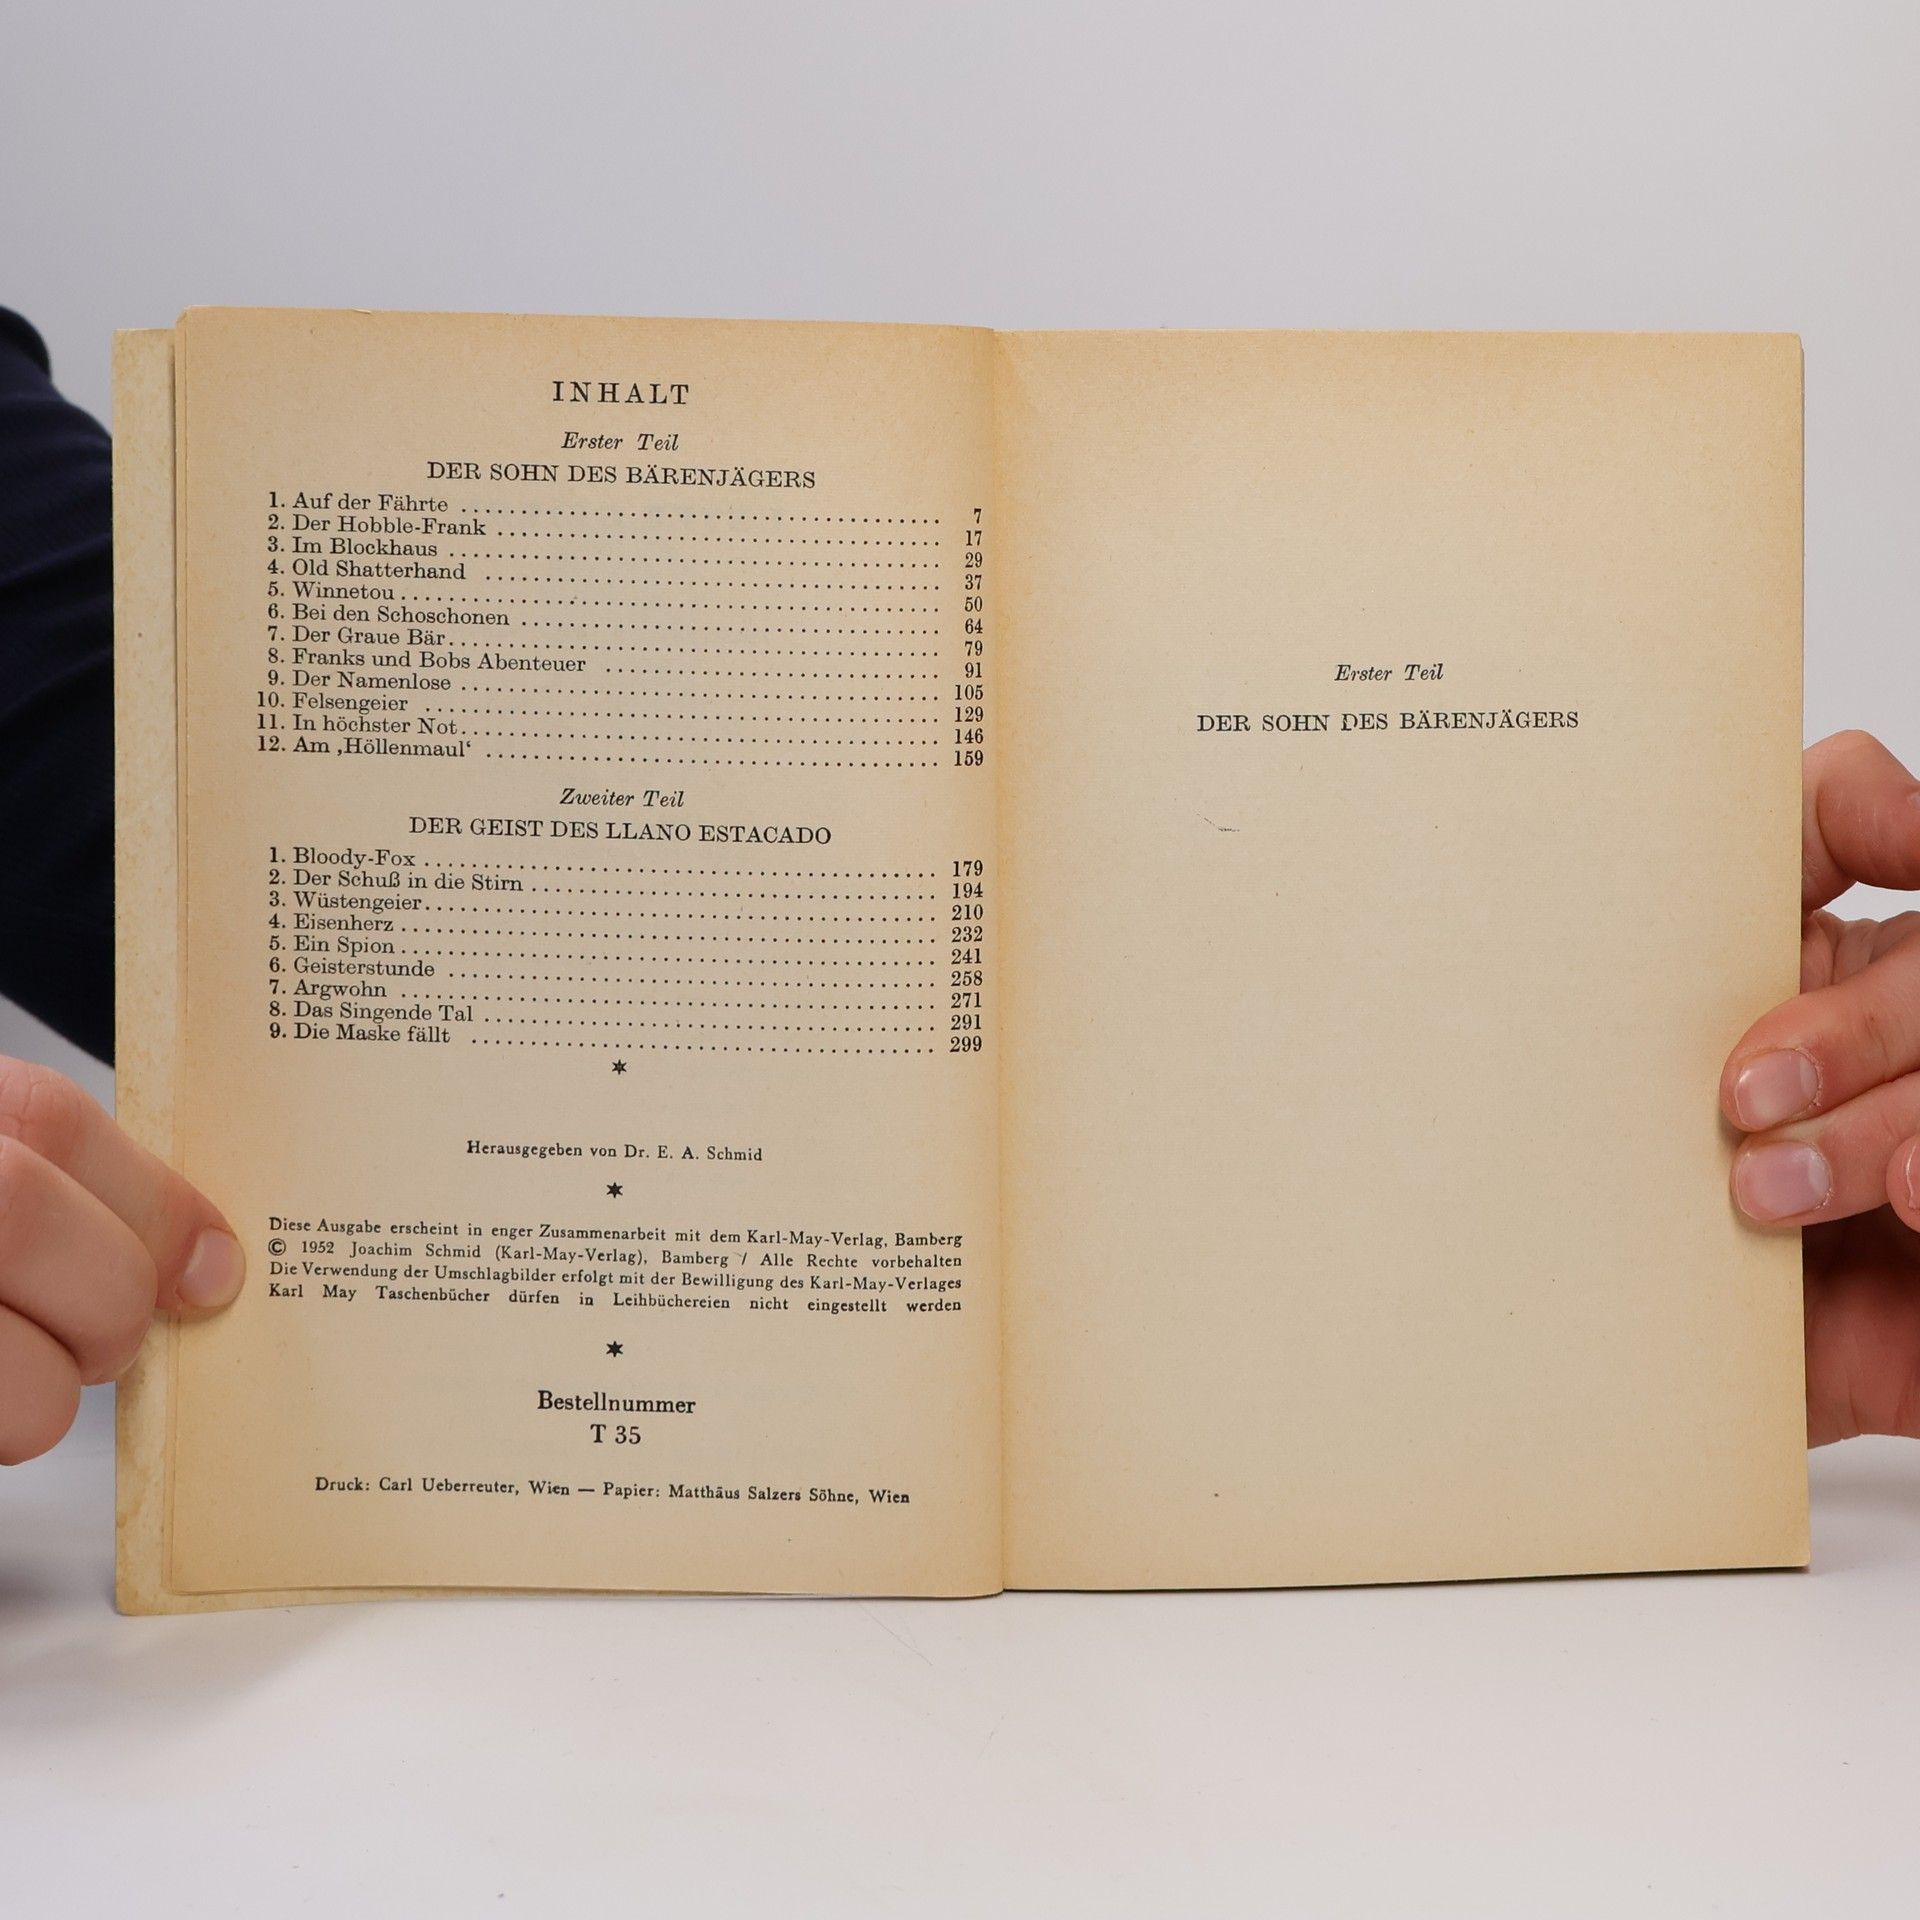 INHALT
Erster Teil
DER SOHN DES BÄRENJÄGERS
1. Auf der Fährte ........ 7
2. Der Hobble-Frank ........ 17
3. Im Blockhaus ........ 29
4. Old Shatterhand ........ 37
5. Winnetou ........ 50
6. Bei den Schoschonen ........ 64
7. Der Graue Bär ........ 79
8. Franks und Bobs Abenteuer ........ 91
9. Der Namenlose ........ 105
10. Felsengeier ........ 129
11. In höchster Not ........ 146
12. Am ‚Höllenmaul‘ ........ 159
Zweiter Teil
DER GEIST DES LLANO ESTACADO
1. Bloody-Fox ........ 179
2. Der Schuß in die Stirn ........ 194
3. Wüstengeier ........ 210
4. Eisenherz ........ 232
5. Ein Spion ........ 241
6. Geisterstunde ........ 258
7. Argwohn ........ 271
8. Das Singende Tal ........ 291
9. Die Maske fällt ........ 299
Herausgegeben von Dr. E. A. Schmid
Diese Ausgabe erscheint in enger Zusammenarbeit mit dem Karl-May-Verlag, Bamberg
© 1952 Joachim Schmid (Karl-May-Verlag), Bamberg / Alle Rechte vorbehalten
Die Verwendung der Umschlagbilder erfolgt mit der Bewilligung des Karl-May-Verlages
Karl May Taschenbücher dürfen in Leihbüchereien nicht eingestellt werden
Bestellnummer
T 35
Druck: Carl Ueberreuter, Wien — Papier: Matthäus Salzers Söhne, Wien
Erster Teil
DER SOHN DES BÄRENJÄGERS